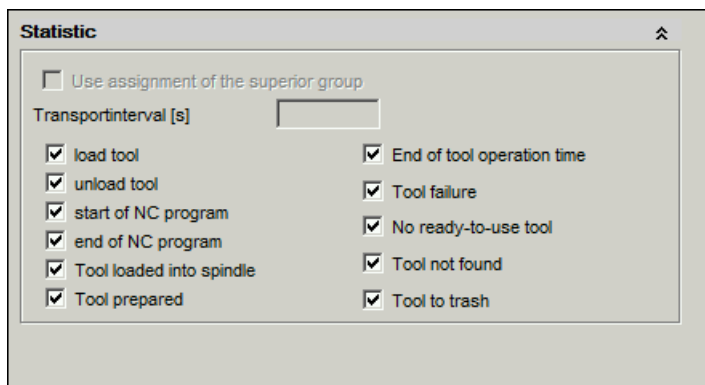 Statistic
Use assignment of the superior group
Transportinterval [s]
load tool
unload tool
start of NC program
end of NC program
Tool loaded into spindle
Tool prepared
End of tool operation time
Tool failure
No ready-to-use tool
Tool not found
Tool to trash